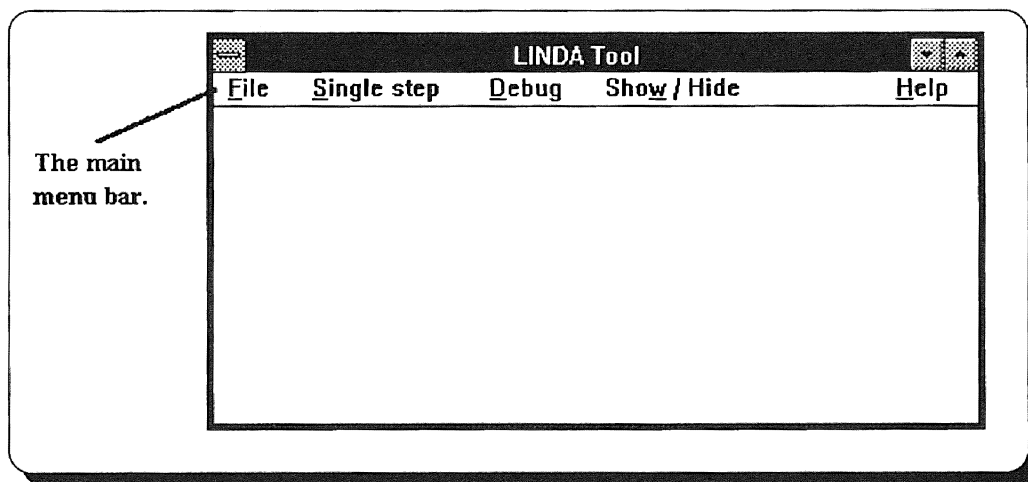 LINDA Tool
File Single step Debug Show / Hide Help
The main
menu bar.